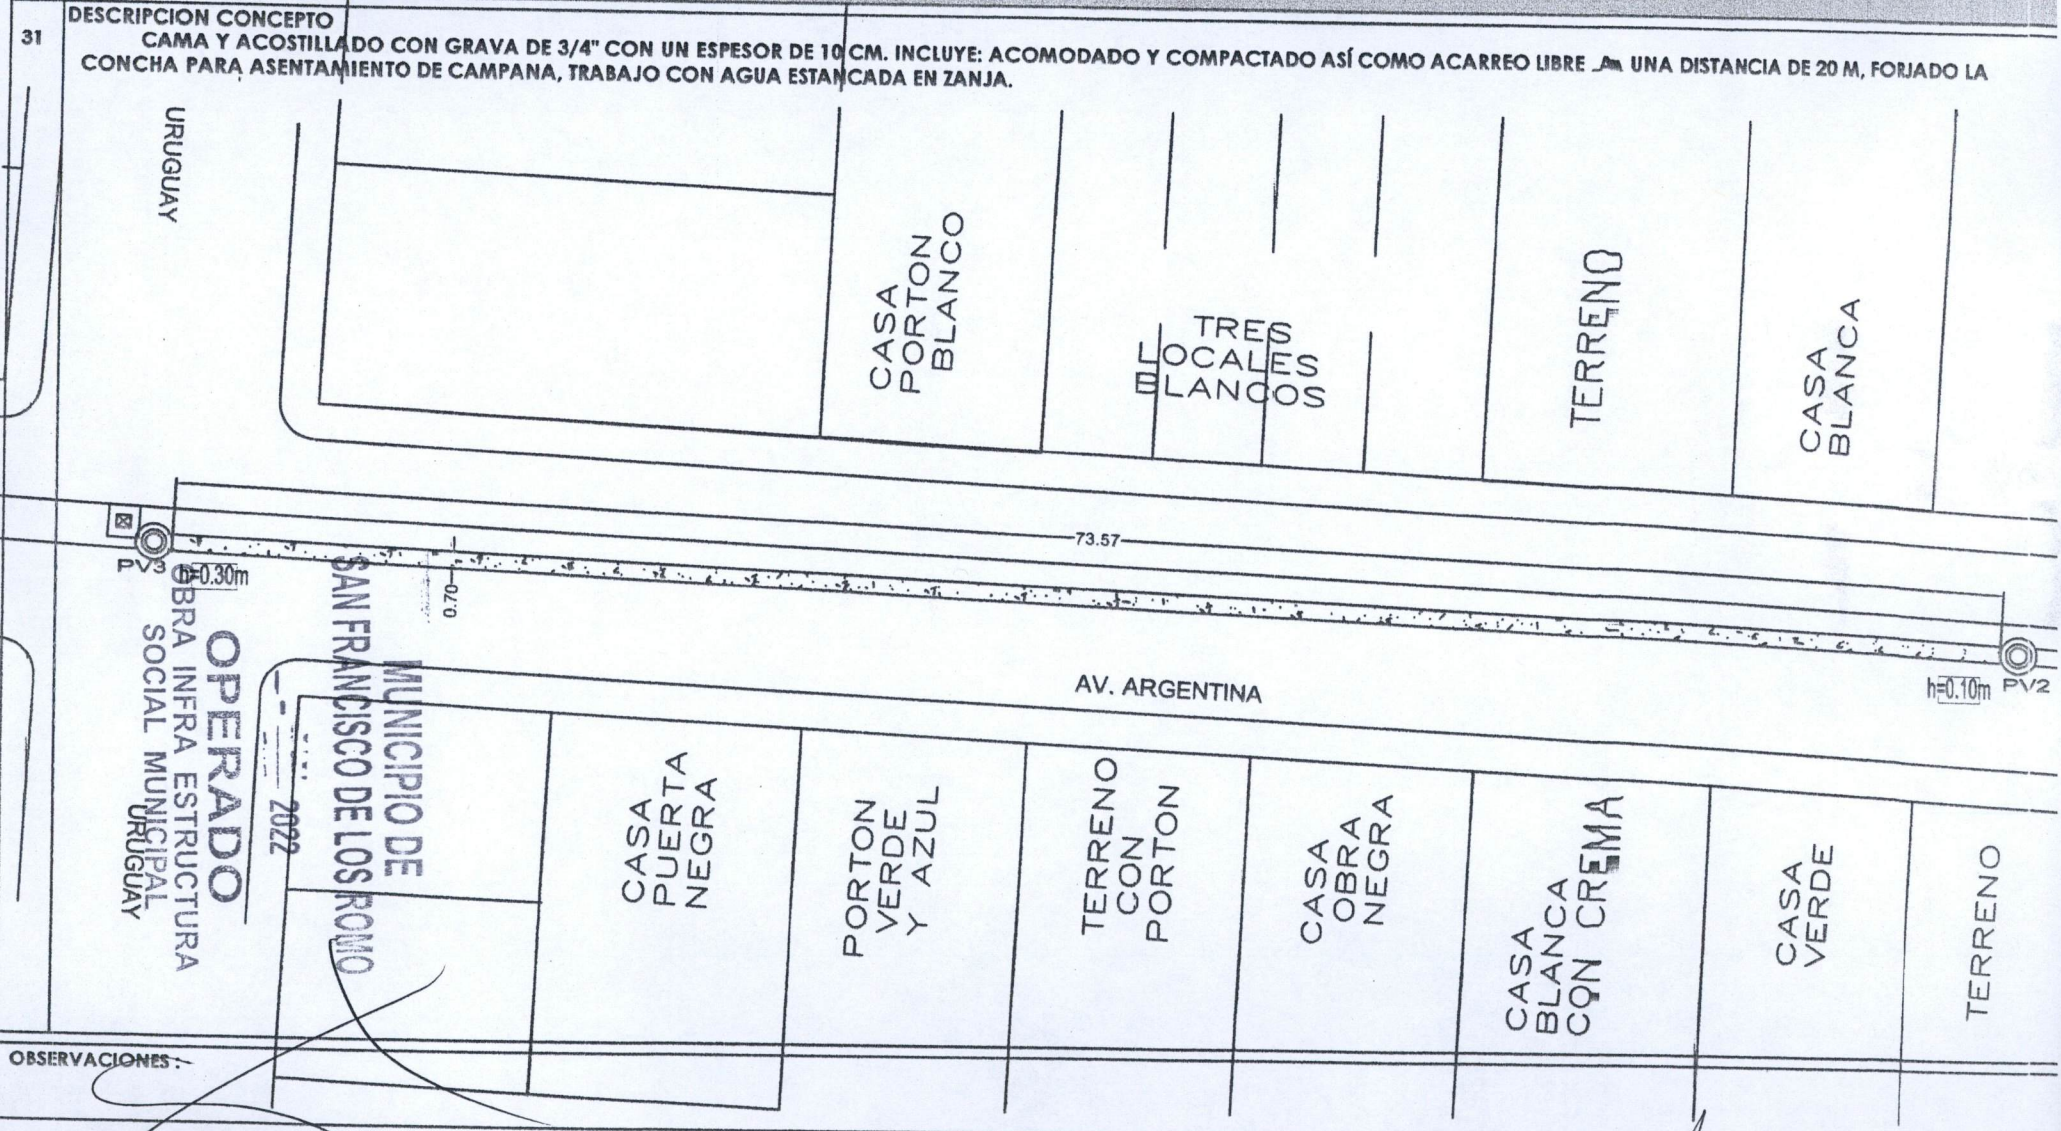 DESCRIPCION CONCEPTO
31
CAMA Y ACOSTILLADO CON GRAVA DE 3/4" CON UN ESPESOR DE 10 CM. INCLUYE: ACOMODADO Y COMPACTADO ASÍ COMO ACARREO LIBRE UNA DISTANCIA DE 20 M, FORJADO LA
CONCHA PARA ASENTAMIENTO DE CAMPANA, TRABAJO CON AGUA ESTANCADA EN ZANJA.
URUGUAY
CASA
PORTON
BLANCO
TRES
LOCALES
BLANCOS
TERRENO
CASA
BLANCA
73.57
PV3
h=0.30m
0.70
AV. ARGENTINA
h=0.10m
PV2
MUNICIPIO DE
SAN FRANCISCO DE LOS ROMO
2022
OPERADO
OBRA INFRA ESTRUCTURA
SOCIAL MUNICIPAL
URUGUAY
CASA
PUERTA
NEGRA
PORTON
VERDE
Y AZUL
TERRENO
CON
PORTON
CASA
OBRA
NEGRA
CASA
BLANCA
CON CREMA
CASA
VERDE
TERRENO
OBSERVACIONES: